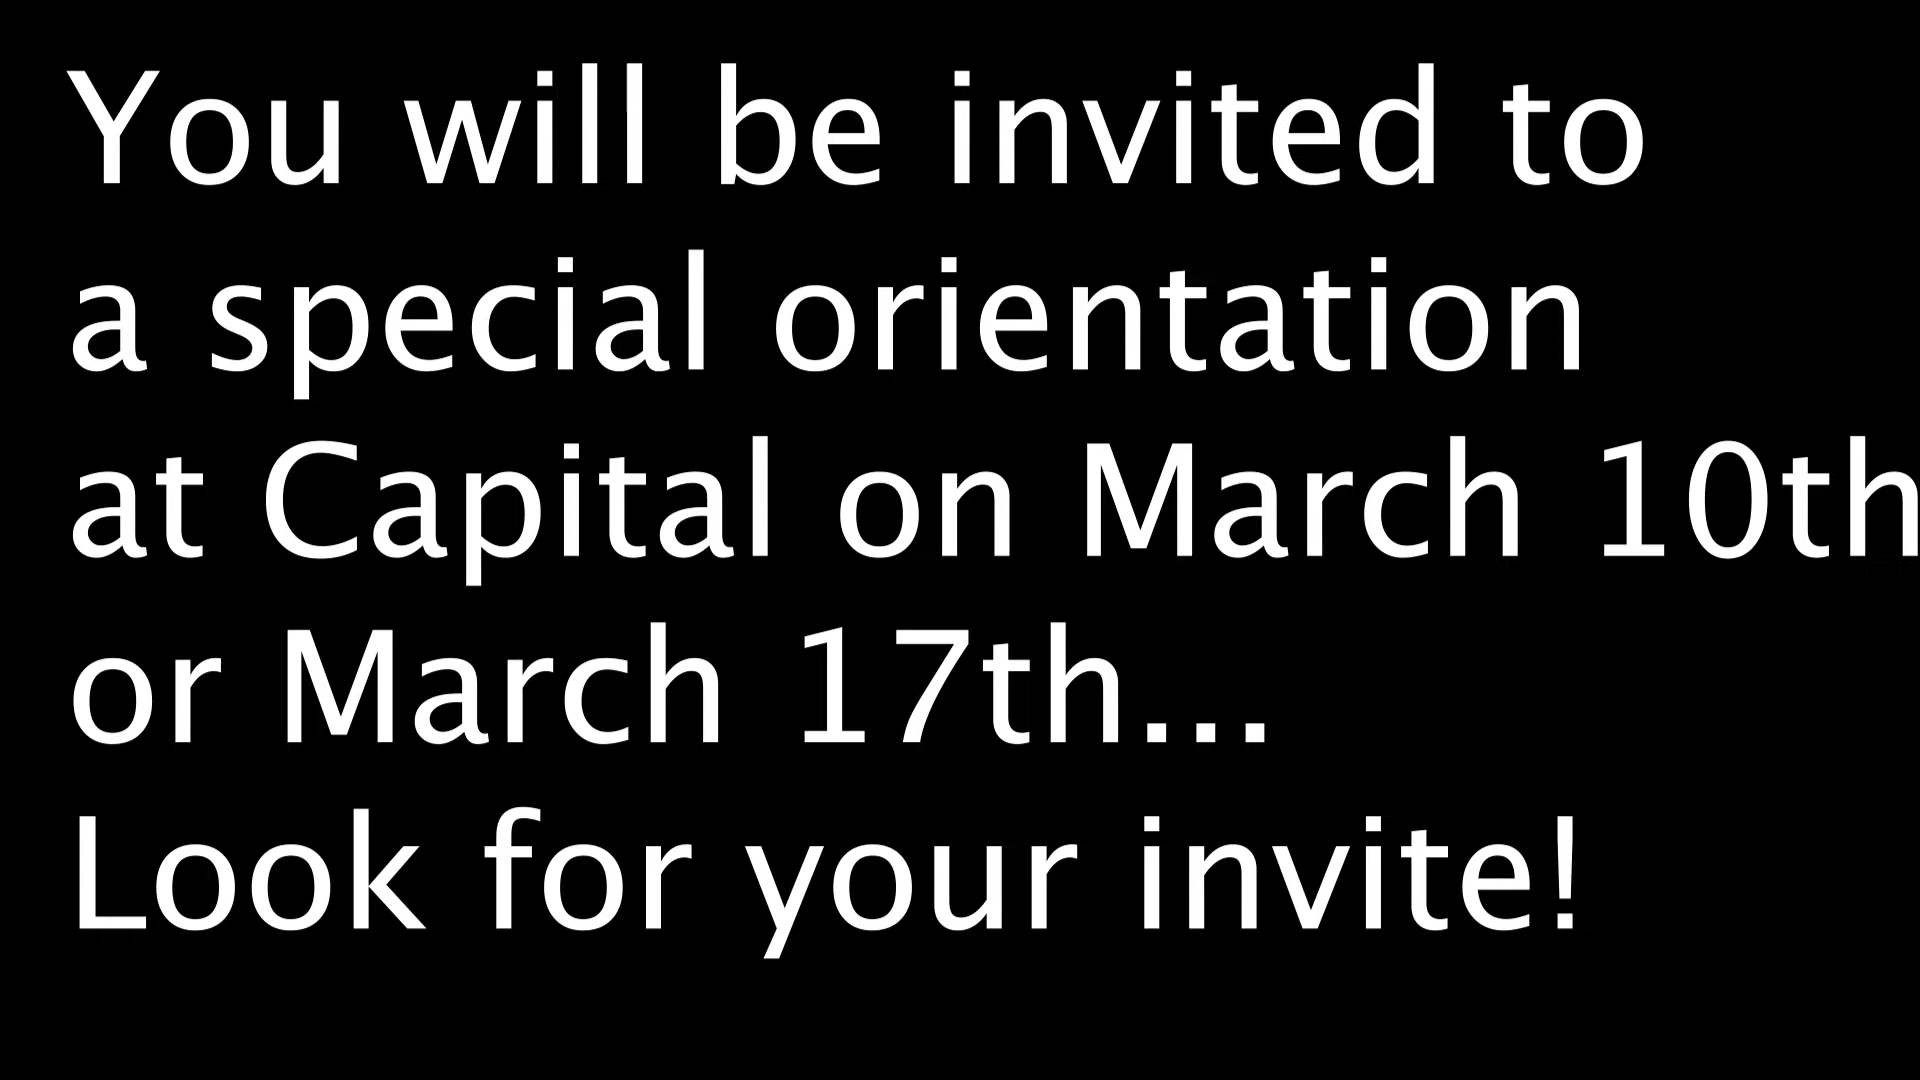 You will be invited to
a special orientation
at Capital on March 10th
or March 17th...
Look for your invite!